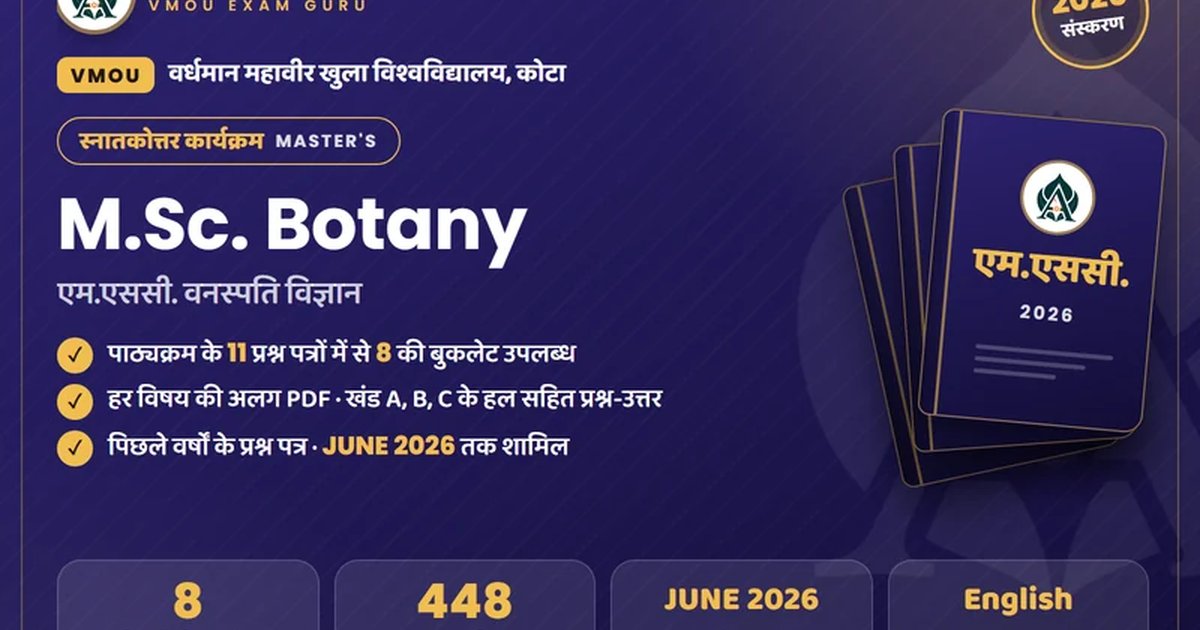 VMOU EXAM GURU
संस्करण
VMOU वर्धमान महावीर खुला विश्वविद्यालय, कोटा
स्नातकोत्तर कार्यक्रम MASTER'S
M.Sc. Botany
एम.एससी. वनस्पति विज्ञान
✓ पाठ्यक्रम के 11 प्रश्न पत्रों में से 8 की बुकलेट उपलब्ध
✓ हर विषय की अलग PDF · खंड A, B, C के हल सहित प्रश्न-उत्तर
✓ पिछले वर्षों के प्रश्न पत्र · JUNE 2026 तक शामिल
एम.एससी.
2026
8
448
JUNE 2026
English